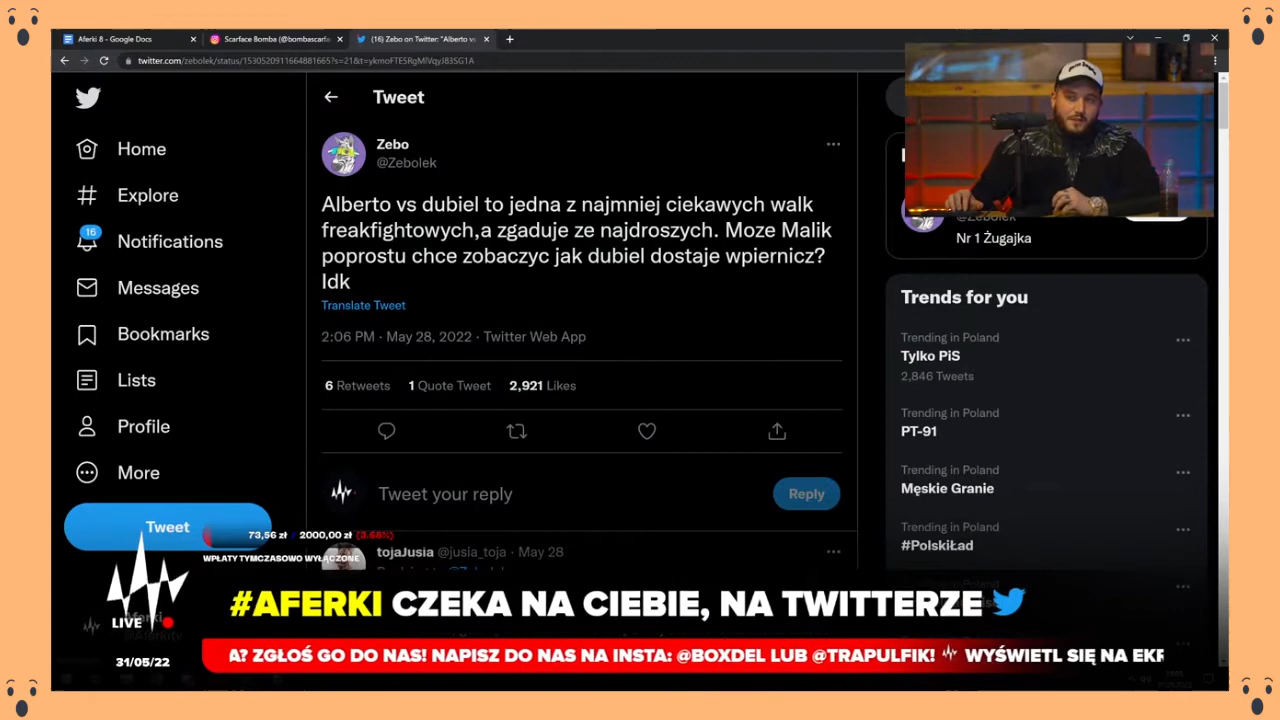 Aferki 8 - Google Docs
Scarface Bomba (@bombascarfa
(16) Zebo on Twitter: "Alberto vs
twitter.com/zebolek/status/1530520911664881665?s=21&t=ykmoFTE5RgMlVqyJ83SG1A
Tweet
Home
Explore
16
Notifications
Messages
Bookmarks
Lists
Profile
More
Tweet
Zebo
@Zebolek
Alberto vs dubiel to jedna z najmniej ciekawych walk
freakfightowych,a zgaduje ze najdroszych. Moze Malik
poprostu chce zobaczyc jak dubiel dostaje wpiernicz?
Idk
Translate Tweet
2:06 PM · May 28, 2022 · Twitter Web App
6 Retweets 1 Quote Tweet 2,921 Likes
Tweet your reply
Reply
tojaJusia @jusia_toja · May 28
@Zebolek
Nr 1 Żugajka
Trends for you
Trending in Poland
Tylko PiS
2,846 Tweets
Trending in Poland
PT-91
Trending in Poland
Męskie Granie
Trending in Poland
#PolskiŁad
73,56 zł 2000,00 zł (3.68%)
WPŁATY TYMCZASOWO WYŁĄCZONE
#AFERKI CZEKA NA CIEBIE, NA TWITTERZE
LIVE
31/05/22
A? ZGŁOŚ GO DO NAS! NAPISZ DO NAS NA INSTA: @BOXDEL LUB @TRAPULFIK! WYŚWIETL SIĘ NA EKR